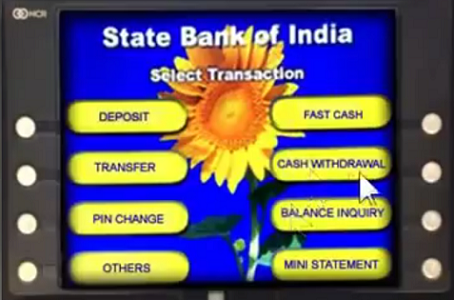 NCR
State Bank of India
Select Transaction
DEPOSIT
FAST CASH
TRANSFER
CASH WITHDRAWAL
PIN CHANGE
BALANCE INQUIRY
OTHERS
MINI STATEMENT